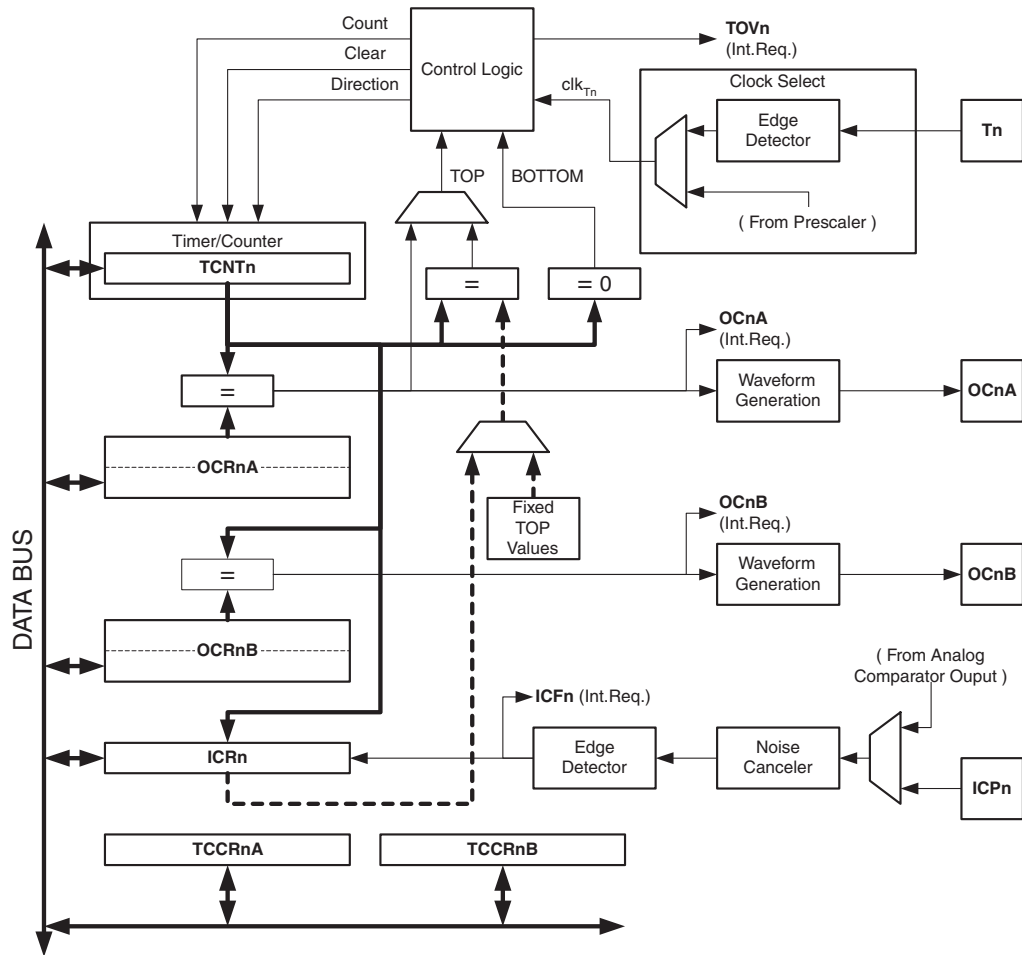 Count
Clear
Direction
Control Logic
TOVn
(Int.Req.)
clkTn
Clock Select
Edge
Detector
Tn
( From Prescaler )
TOP
BOTTOM
Timer/Counter
TCNTn
=
= 0
OCnA
(Int.Req.)
=
Waveform
Generation
OCnA
OCRnA
Fixed
TOP
Values
OCnB
(Int.Req.)
=
Waveform
Generation
OCnB
OCRnB
DATA BUS
( From Analog
Comparator Ouput )
ICFn (Int.Req.)
ICRn
Edge
Detector
Noise
Canceler
ICPn
TCCRnA
TCCRnB